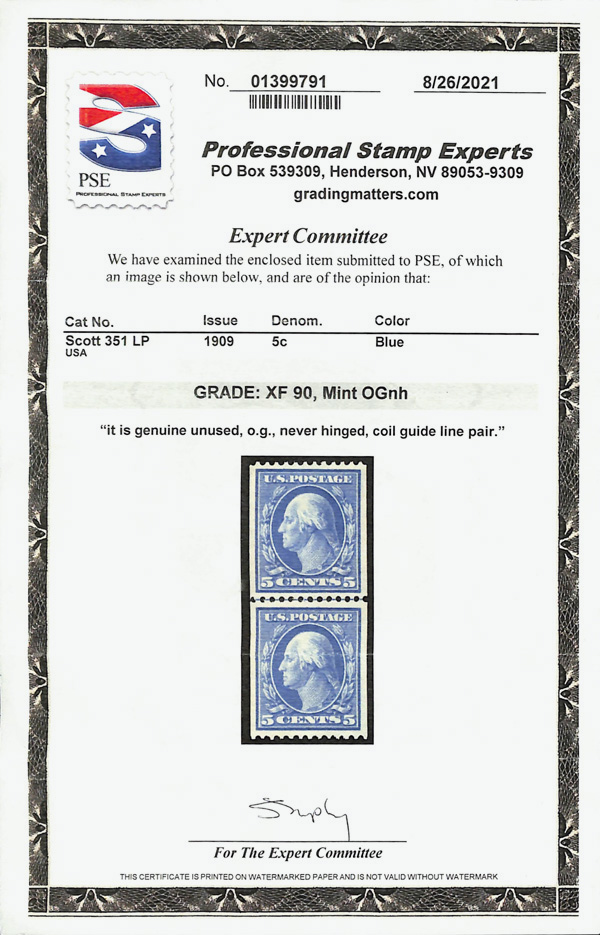 No. 01399791 8/26/2021
PSE
PROFESSIONAL STAMP EXPERTS
Professional Stamp Experts
PO Box 539309, Henderson, NV 89053-9309
gradingmatters.com
Expert Committee
We have examined the enclosed item submitted to PSE, of which
an image is shown below, and are of the opinion that:
Cat No. Issue Denom. Color
Scott 351 LP 1909 5c Blue
USA
GRADE: XF 90, Mint OGnh
“it is genuine unused, o.g., never hinged, coil guide line pair.”
U.S. POSTAGE
5 CENTS 5
U.S. POSTAGE
5 CENTS 5
For The Expert Committee
THIS CERTIFICATE IS PRINTED ON WATERMARKED PAPER AND IS NOT VALID WITHOUT WATERMARK